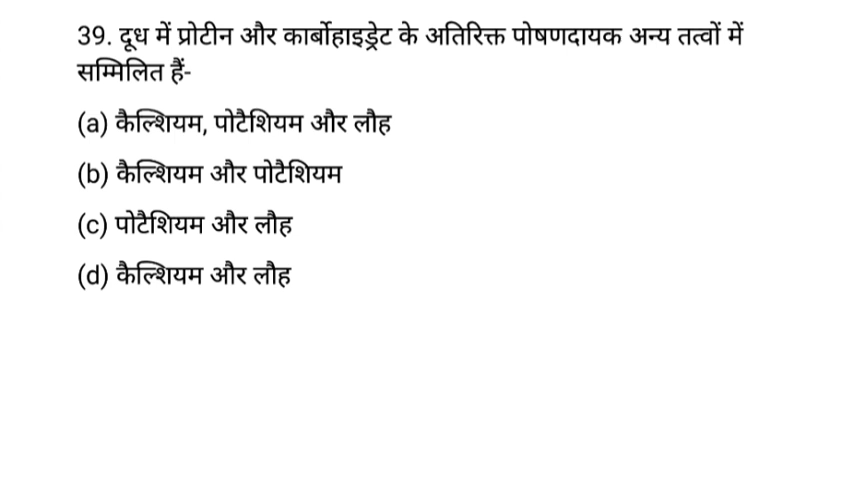 39. दूध में प्रोटीन और कार्बोहाइड्रेट के अतिरिक्त पोषणदायक अन्य तत्वों में
सम्मिलित हैं-
(a) कैल्शियम, पोटैशियम और लौह
(b) कैल्शियम और पोटैशियम
(c) पोटैशियम और लौह
(d) कैल्शियम और लौह